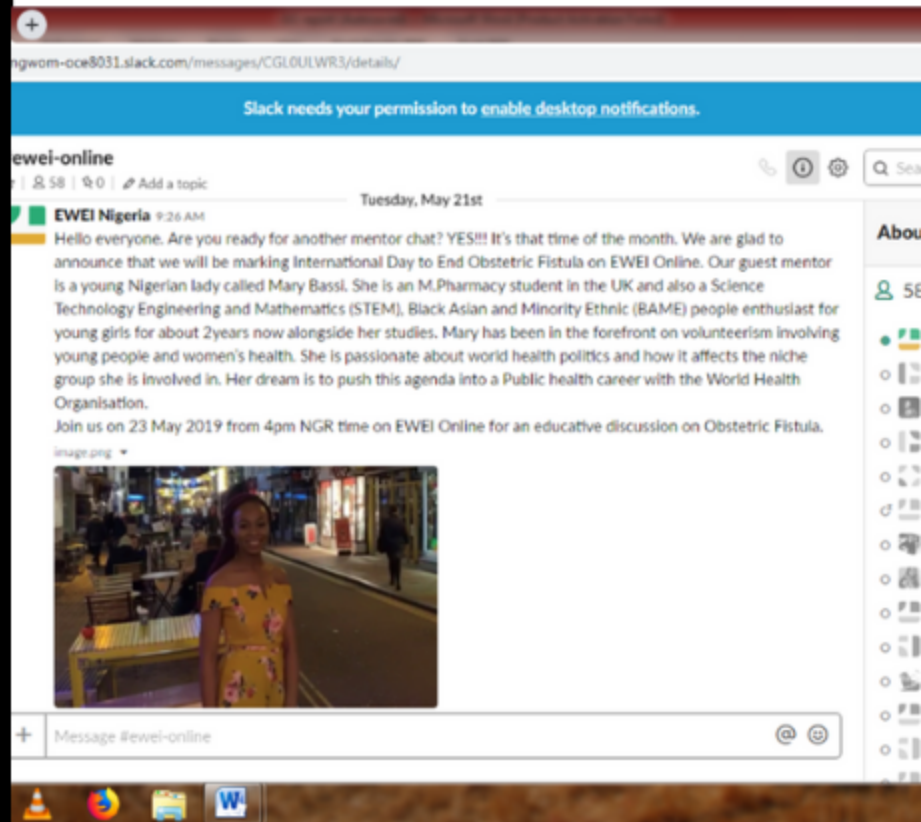 ngwom-oce8031.slack.com/messages/CGL0ULWR3/details/
Slack needs your permission to enable desktop notifications.
ewei-online
58 | 0 | Add a topic
Sea
Tuesday, May 21st
Abou
EWEI Nigeria 9:26 AM
Hello everyone. Are you ready for another mentor chat? YES!!! It's that time of the month. We are glad to
announce that we will be marking International Day to End Obstetric Fistula on EWEI Online. Our guest mentor
is a young Nigerian lady called Mary Bassi. She is an M.Pharmacy student in the UK and also a Science
Technology Engineering and Mathematics (STEM), Black Asian and Minority Ethnic (BAME) people enthusiast for
young girls for about 2years now alongside her studies. Mary has been in the forefront on volunteerism involving
young people and women's health. She is passionate about world health politics and how it affects the niche
group she is involved in. Her dream is to push this agenda into a Public health career with the World Health
Organisation.
Join us on 23 May 2019 from 4pm NGR time on EWEI Online for an educative discussion on Obstetric Fistula.
image.png
58
Message #ewei-online